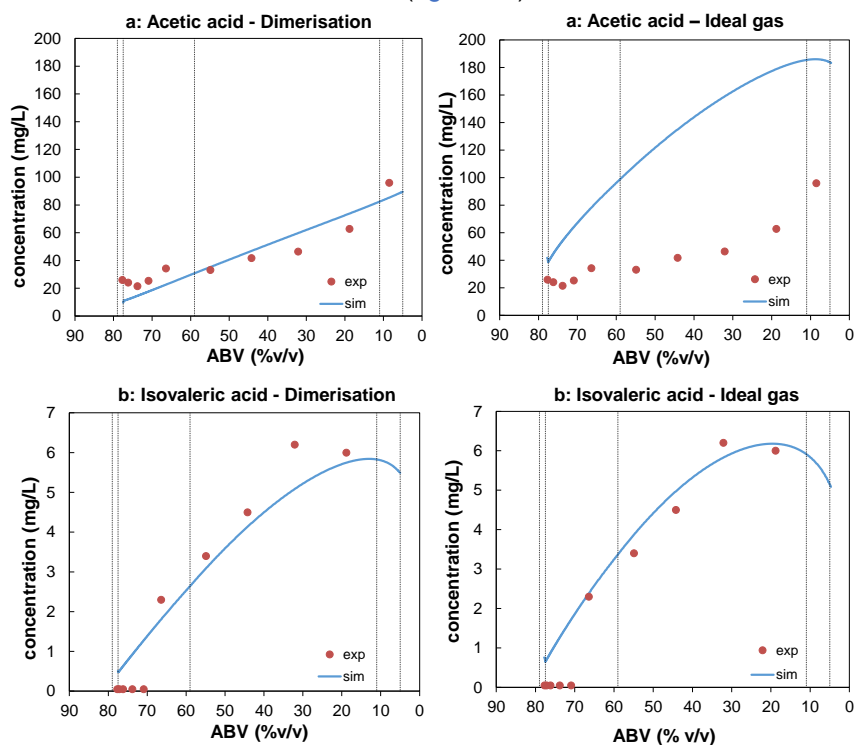 a: Acetic acid - Dimerisation
200
180
160
140
120
100
80
60
40
20
0
concentration (mg/L)
exp
sim
90 80 70 60 50 40 30 20 10 0
ABV (%v/v)
a: Acetic acid – Ideal gas
200
180
160
140
120
100
80
60
40
20
0
concentration (mg/L)
exp
sim
90 80 70 60 50 40 30 20 10 0
ABV (%v/v)
b: Isovaleric acid - Dimerisation
7
6
5
4
3
2
1
0
concentration (mg/L)
exp
sim
90 80 70 60 50 40 30 20 10 0
ABV (%v/v)
b: Isovaleric acid - Ideal gas
7
6
5
4
3
2
1
0
concentration (mg/L)
exp
sim
90 80 70 60 50 40 30 20 10 0
ABV (% v/v)